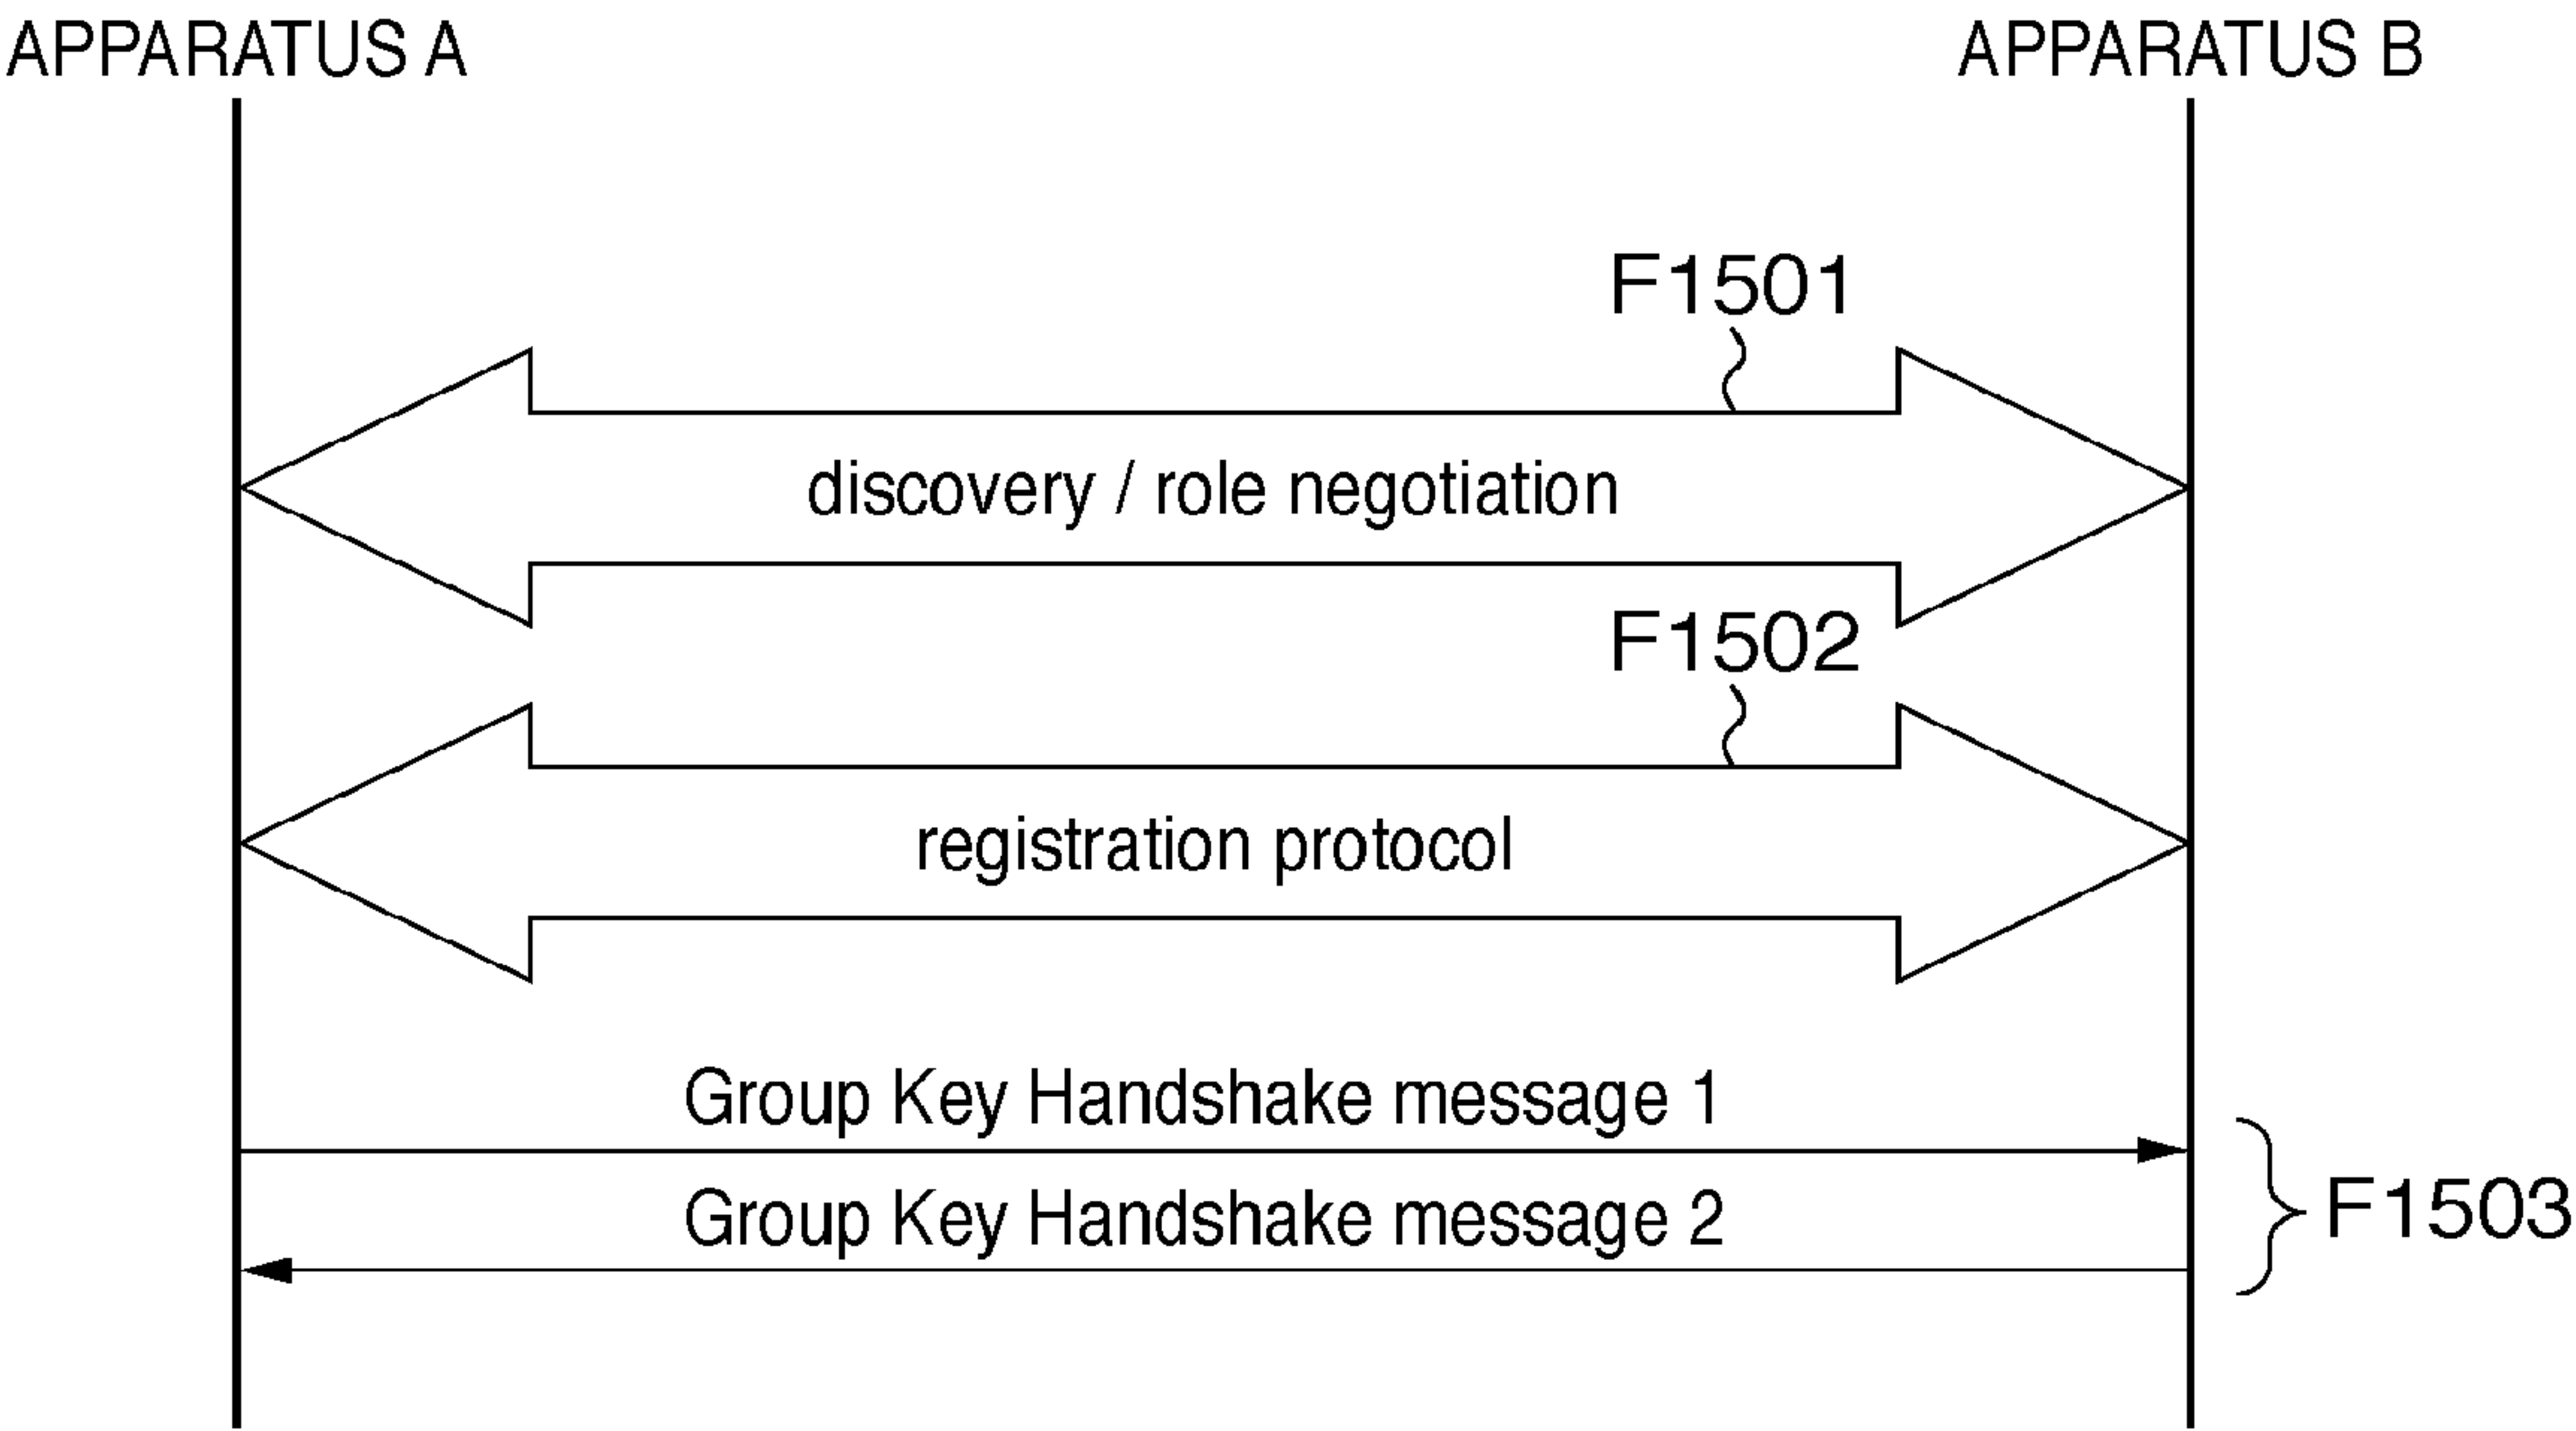 APPARATUS A
APPARATUS B
F1501
discovery / role negotiation
F1502
registration protocol
Group Key Handshake message 1
Group Key Handshake message 2
F1503